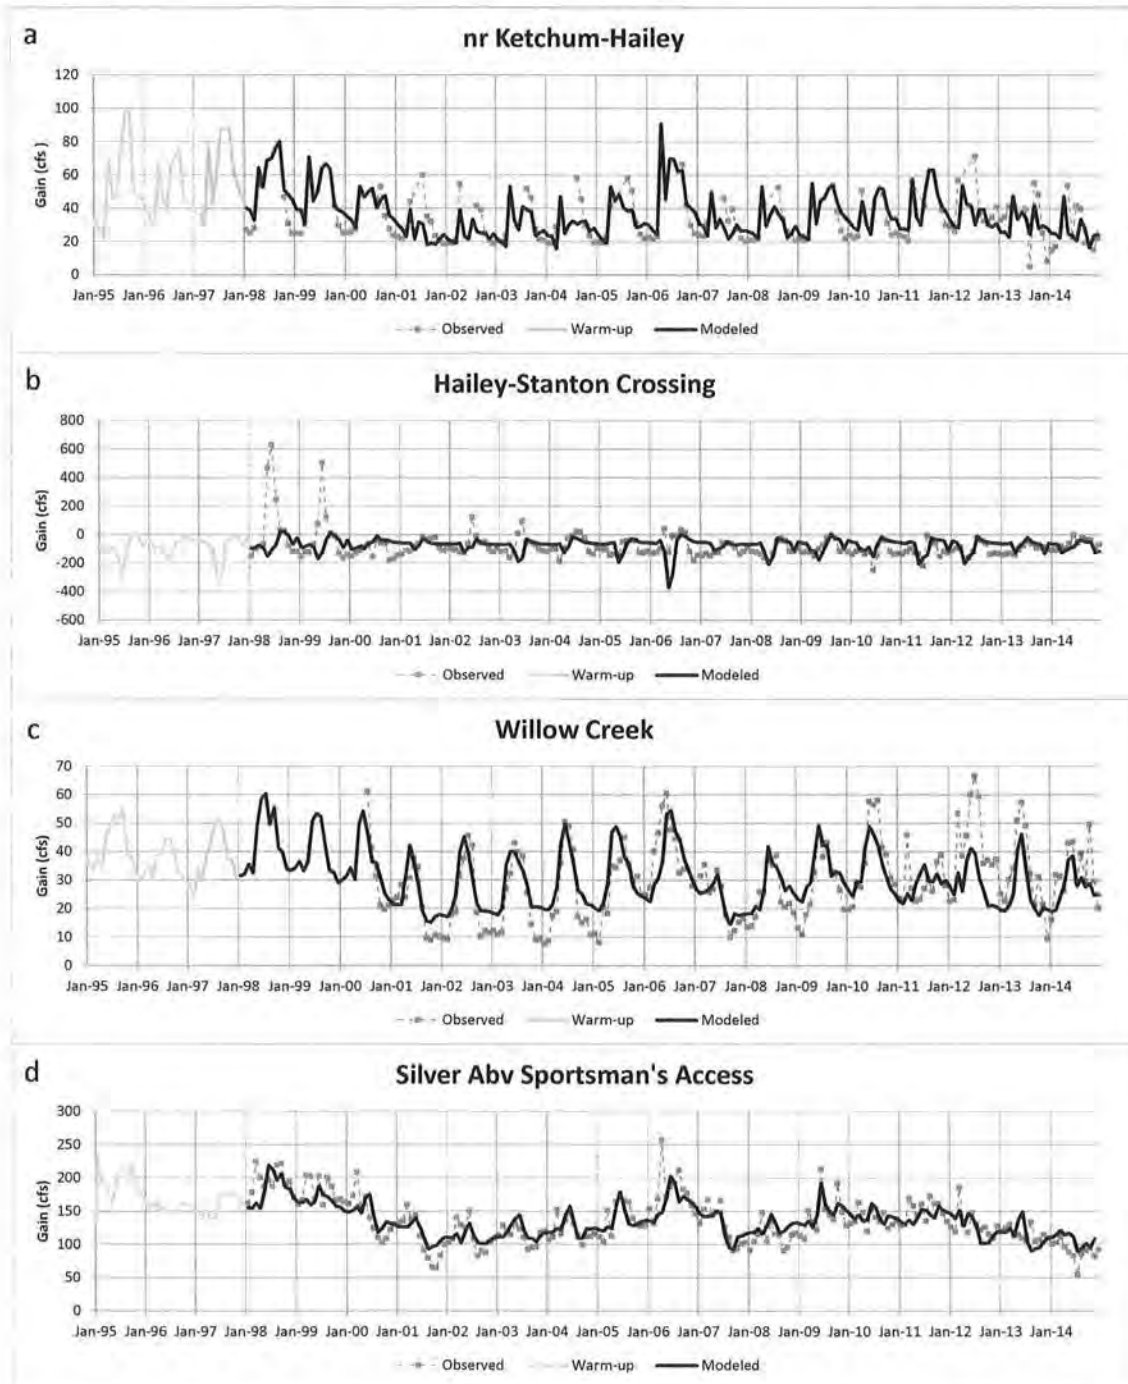 a
nr Ketchum-Hailey
120
100
80
60
40
20
0
Gain (cfs )
Jan-95 Jan-96 Jan-97 Jan-98 Jan-99 Jan-00 Jan-01 Jan-02 Jan-03 Jan-04 Jan-05 Jan-06 Jan-07 Jan-08 Jan-09 Jan-10 Jan-11 Jan-12 Jan-13 Jan-14
Observed Warm-up Modeled
b
Hailey-Stanton Crossing
800
600
400
200
0
-200
-400
-600
Gain (cfs)
Jan-95 Jan-96 Jan-97 Jan-98 Jan-99 Jan-00 Jan-01 Jan-02 Jan-03 Jan-04 Jan-05 Jan-06 Jan-07 Jan-08 Jan-09 Jan-10 Jan-11 Jan-12 Jan-13 Jan-14
Observed Warm-up Modeled
c
Willow Creek
70
60
50
40
30
20
10
0
Gain (cfs)
Jan-95 Jan-96 Jan-97 Jan-98 Jan-99 Jan-00 Jan-01 Jan-02 Jan-03 Jan-04 Jan-05 Jan-06 Jan-07 Jan-08 Jan-09 Jan-10 Jan-11 Jan-12 Jan-13 Jan-14
Observed Warm-up Modeled
d
Silver Abv Sportsman's Access
300
250
200
150
100
50
0
Gain (cfs)
Jan-95 Jan-96 Jan-97 Jan-98 Jan-99 Jan-00 Jan-01 Jan-02 Jan-03 Jan-04 Jan-05 Jan-06 Jan-07 Jan-08 Jan-09 Jan-10 Jan-11 Jan-12 Jan-13 Jan-14
Observed Warm-up Modeled